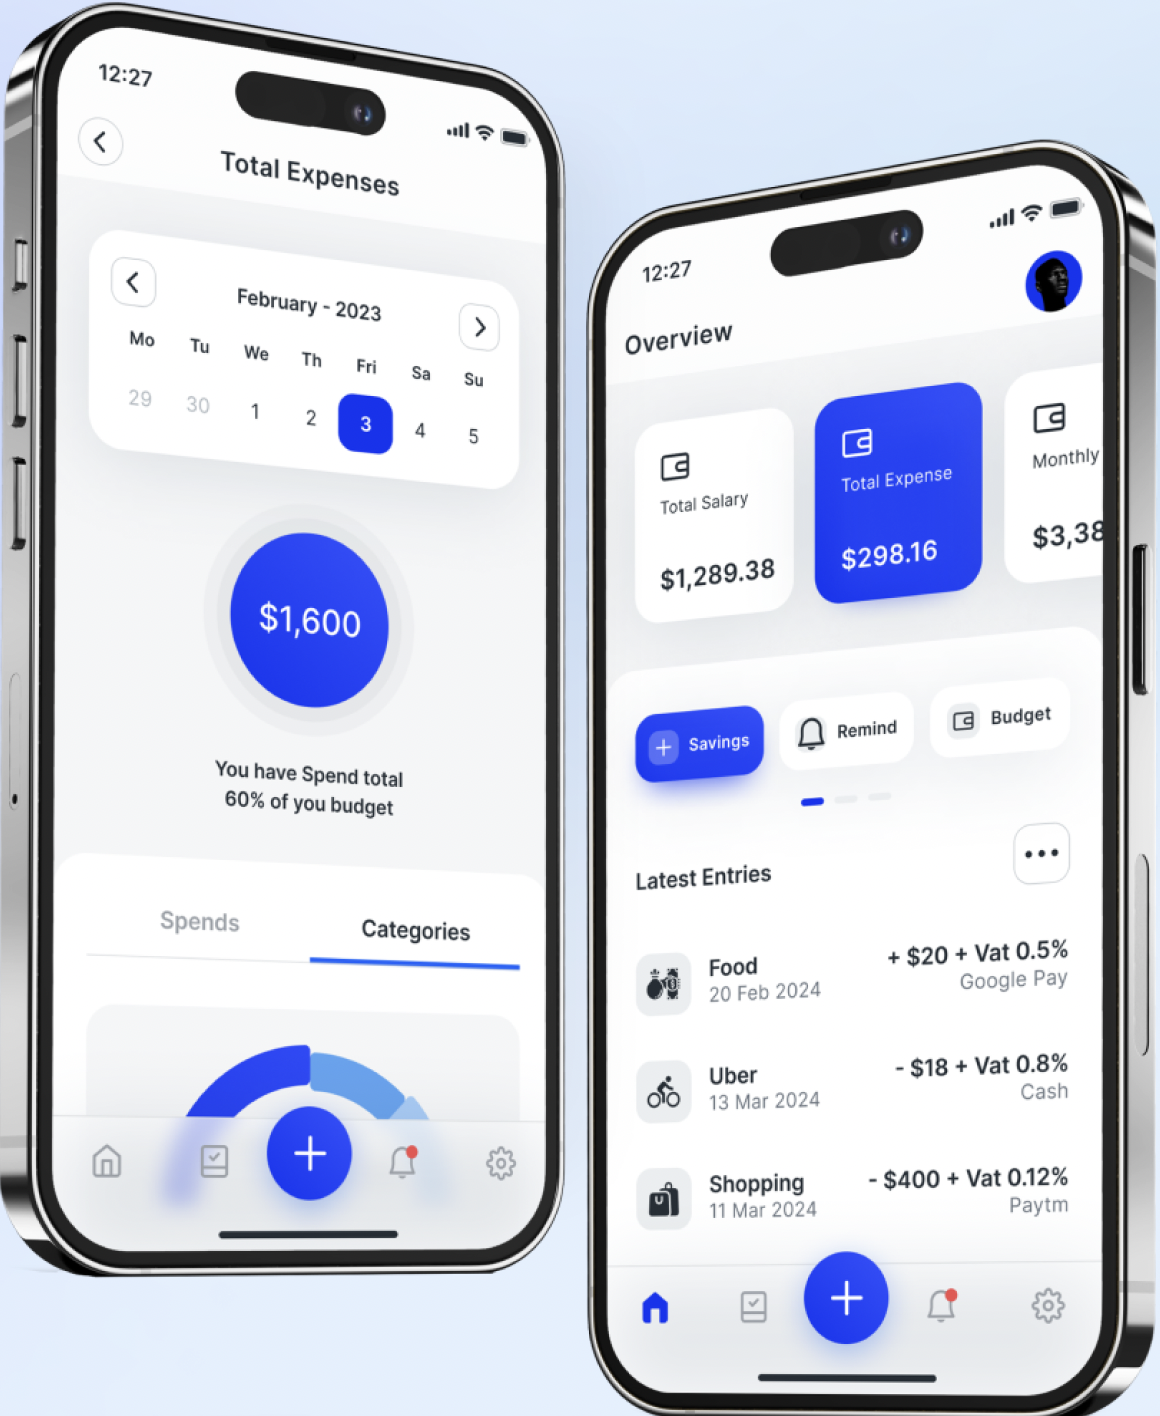 12:27
Total Expenses
February - 2023
Mo Tu We Th Fri Sa Su
29 30 1 2 3 4 5
$1,600
You have Spend total
60% of you budget
Spends Categories
12:27
Overview
Total Salary
$1,289.38
Total Expense
$298.16
Monthly
$3,38
Savings
Remind
Budget
Latest Entries
Food + $20 + Vat 0.5%
20 Feb 2024 Google Pay
Uber - $18 + Vat 0.8%
13 Mar 2024 Cash
Shopping - $400 + Vat 0.12%
11 Mar 2024 Paytm